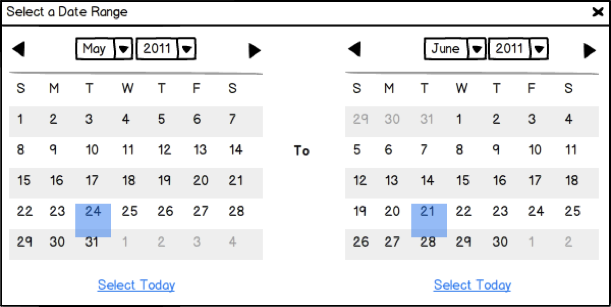 Select a Date Range
May 2011
S M T W T F S
1 2 3 4 5 6 7
8 9 10 11 12 13 14
15 16 17 18 19 20 21
22 23 24 25 26 27 28
29 30 31 1 2 3 4
Select Today
To
June 2011
S M T W T F S
29 30 31 1 2 3 4
5 6 7 8 9 10 11
12 13 14 15 16 17 18
19 20 21 22 23 24 25
26 27 28 29 30 1 2
Select Today